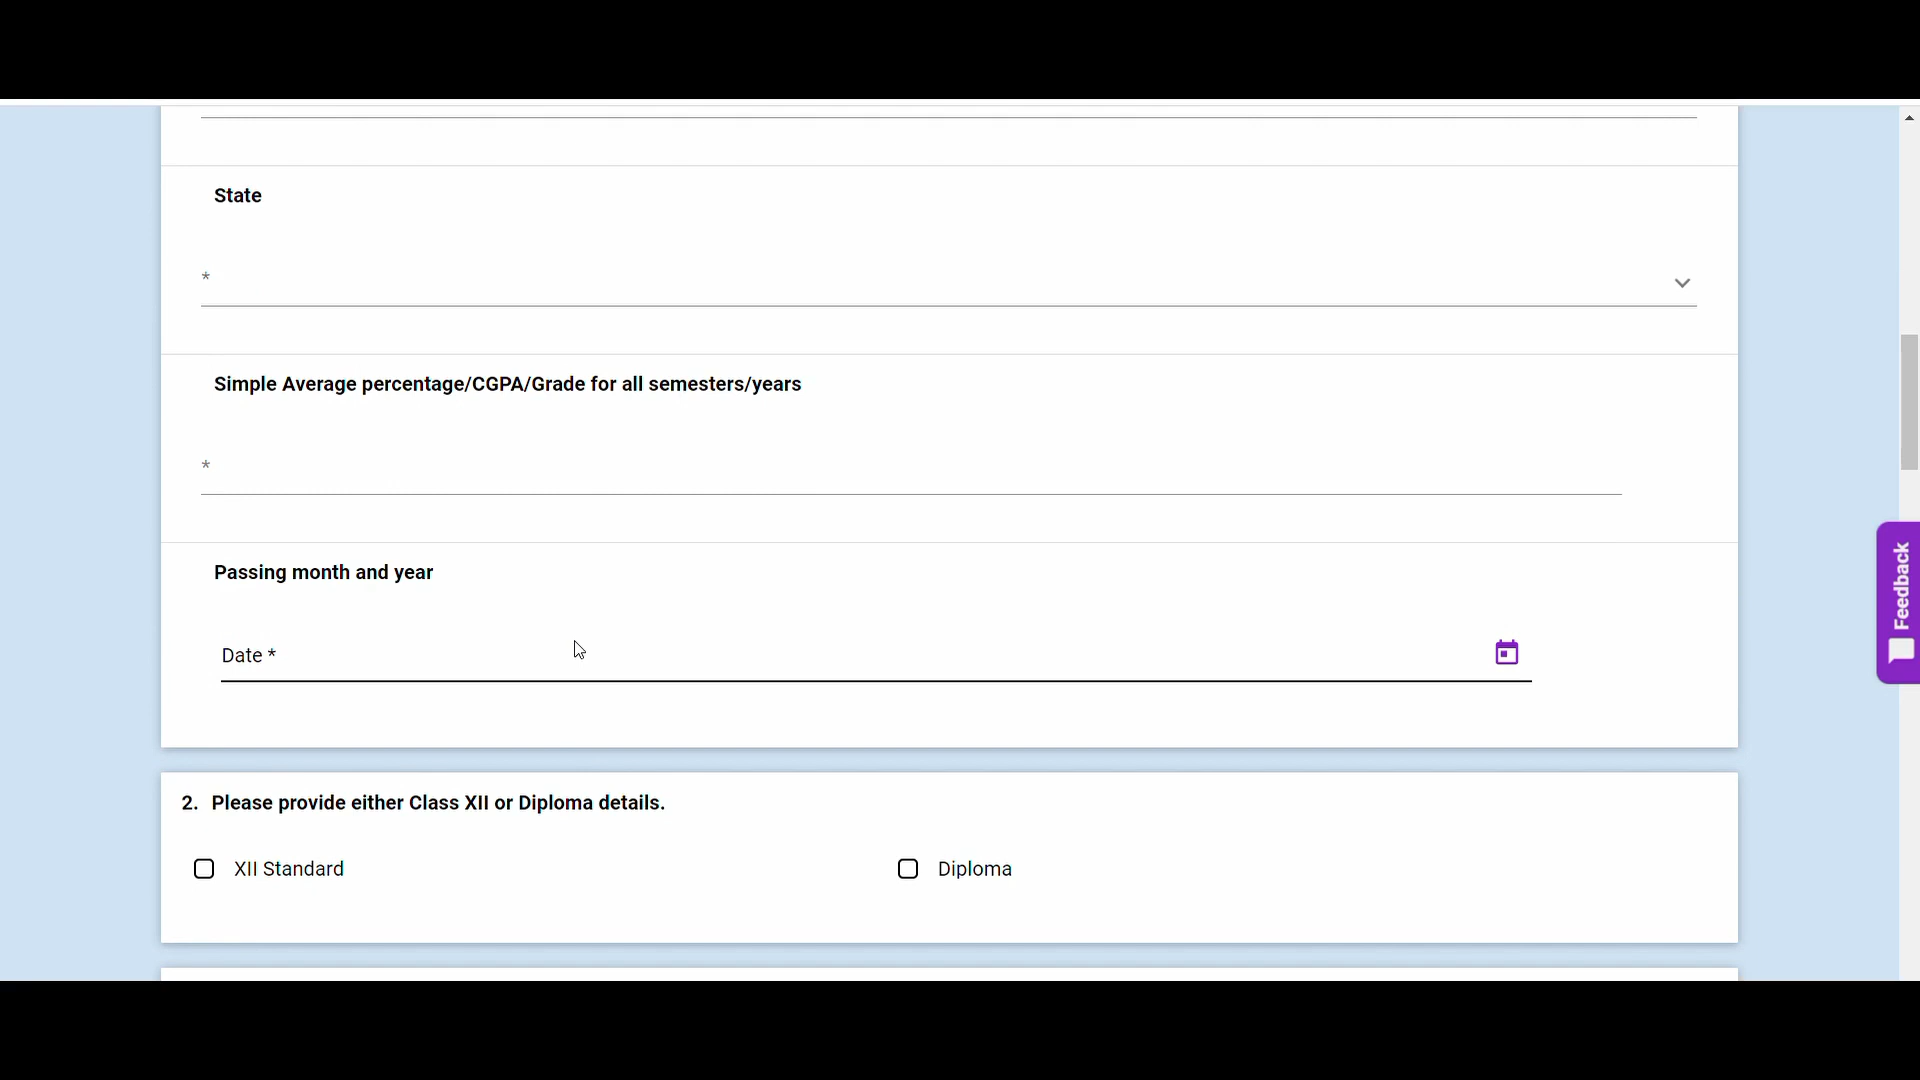 State
*
Simple Average percentage/CGPA/Grade for all semesters/years
*
Passing month and year
Date *
Feedback
2. Please provide either Class XII or Diploma details.
XII Standard
Diploma